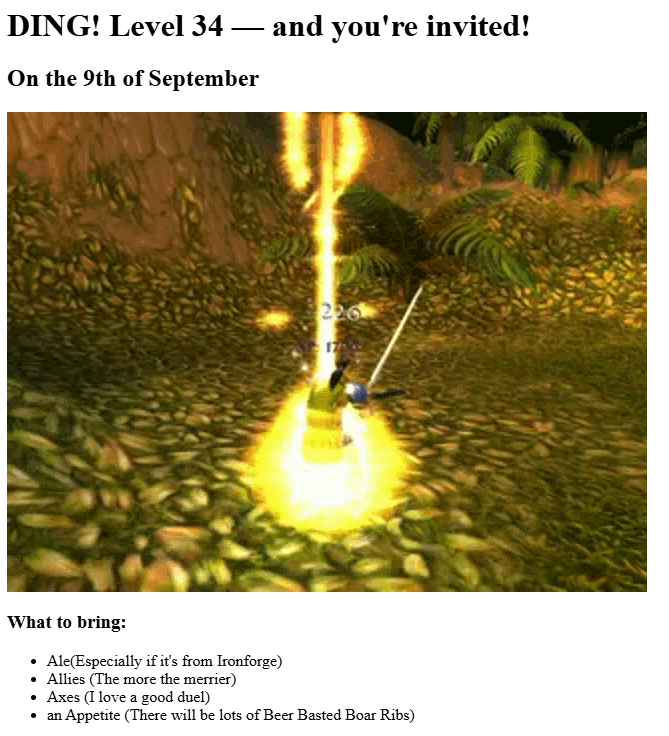 DING! Level 34 — and you're invited!
On the 9th of September
226
What to bring:
Ale(Especially if it's from Ironforge)
Allies (The more the merrier)
Axes (I love a good duel)
an Appetite (There will be lots of Beer Basted Boar Ribs)